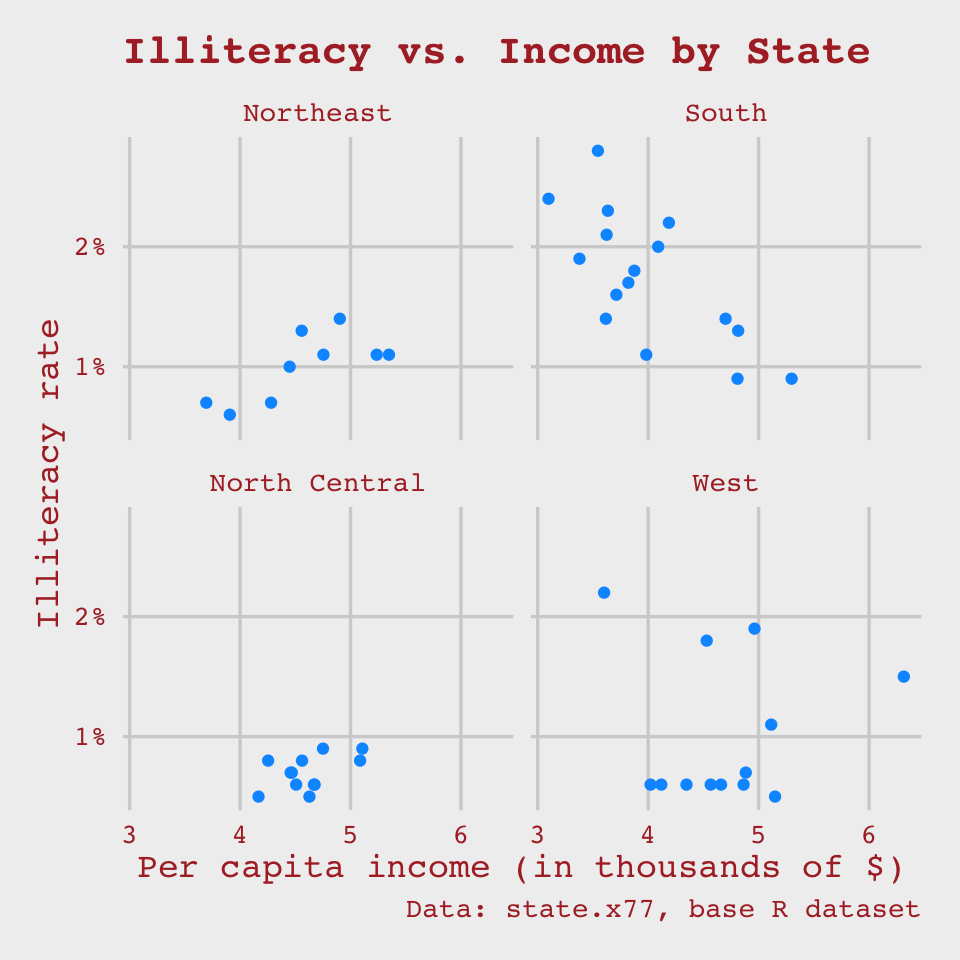 Illiteracy vs. Income by State
Northeast
South
2%
1%
Illiteracy rate
North Central
West
2%
1%
3 4 5 6 3 4 5 6
Per capita income (in thousands of $)
Data: state.x77, base R dataset